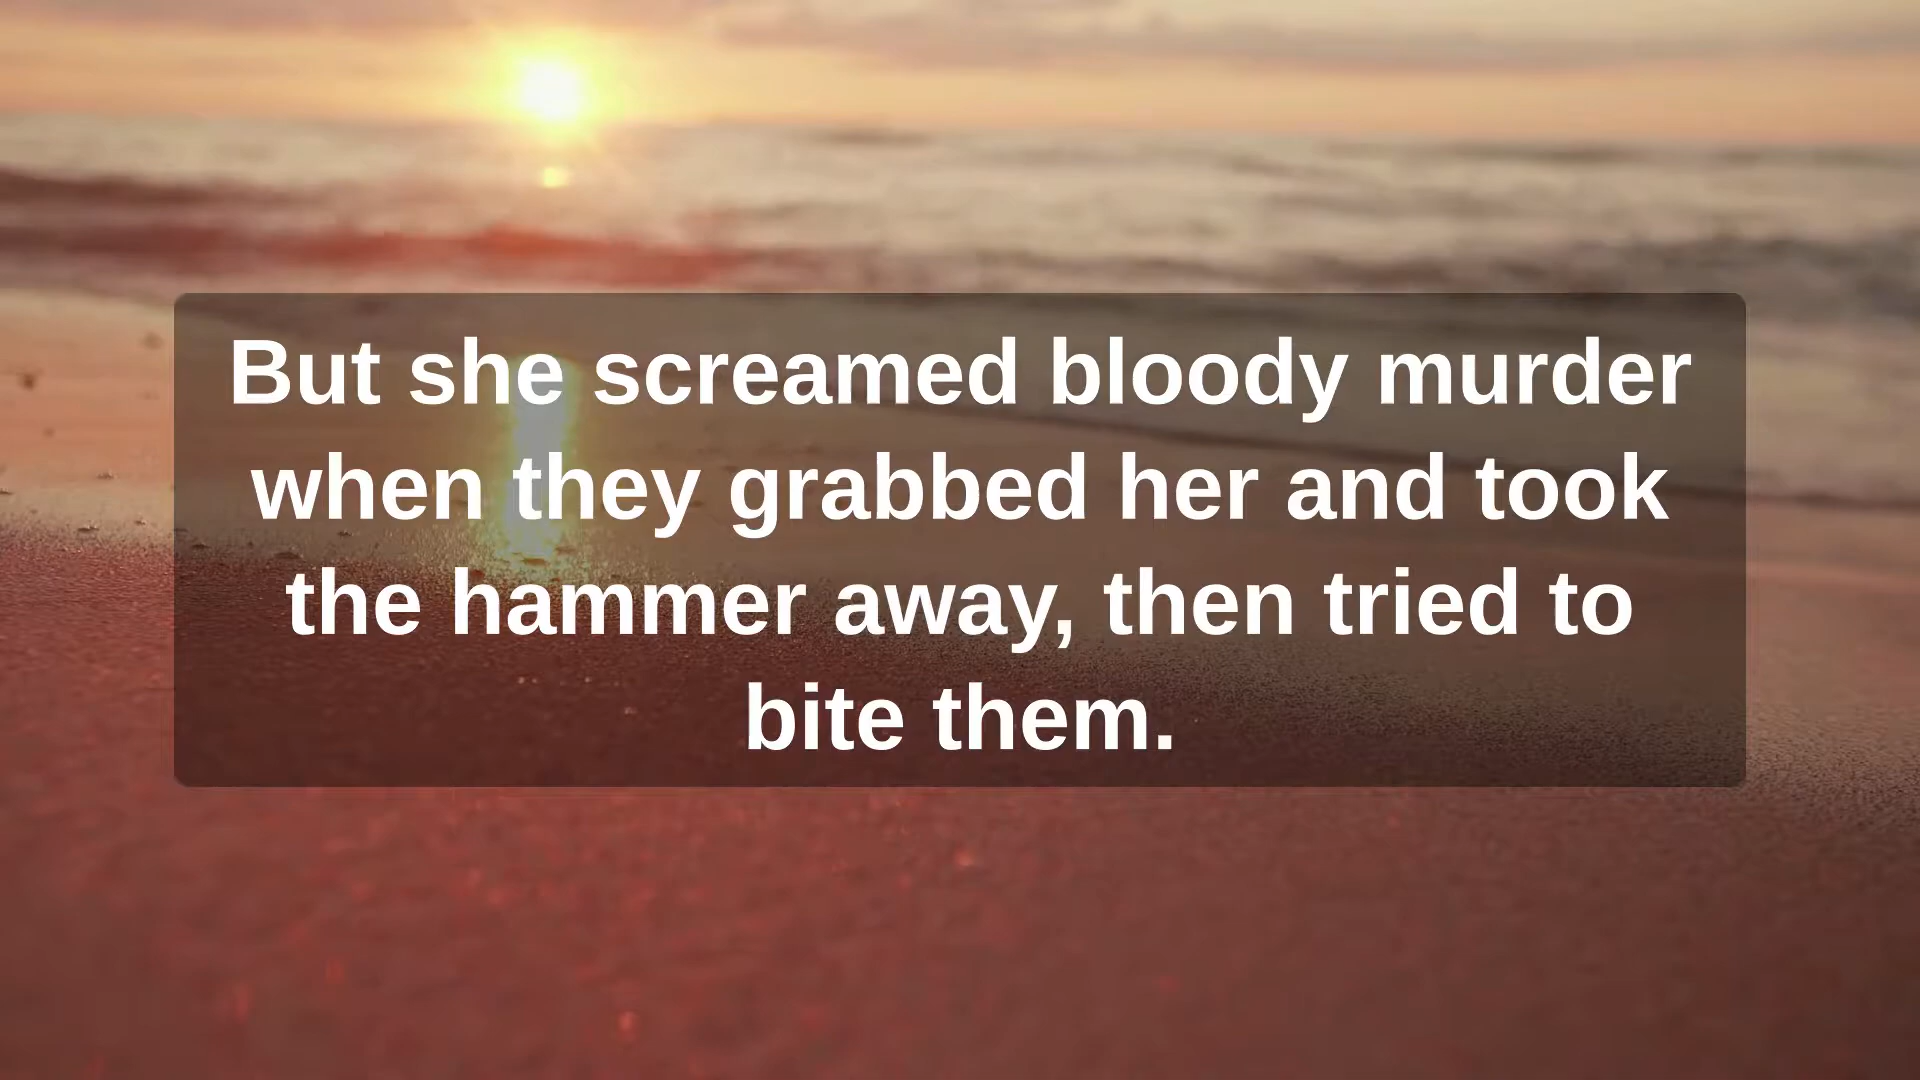 But she screamed bloody murder
when they grabbed her and took
the hammer away, then tried to
bite them.